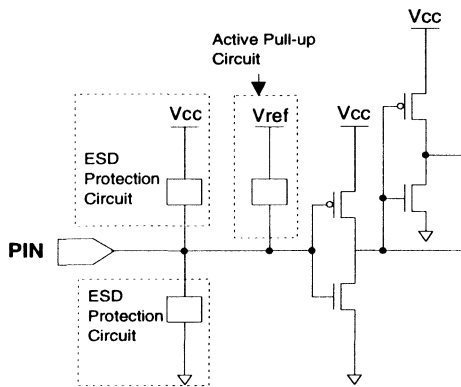 Vcc
Active Pull-up
Circuit
Vcc
Vref
Vcc
ESD
Protection
Circuit
PIN
ESD
Protection
Circuit